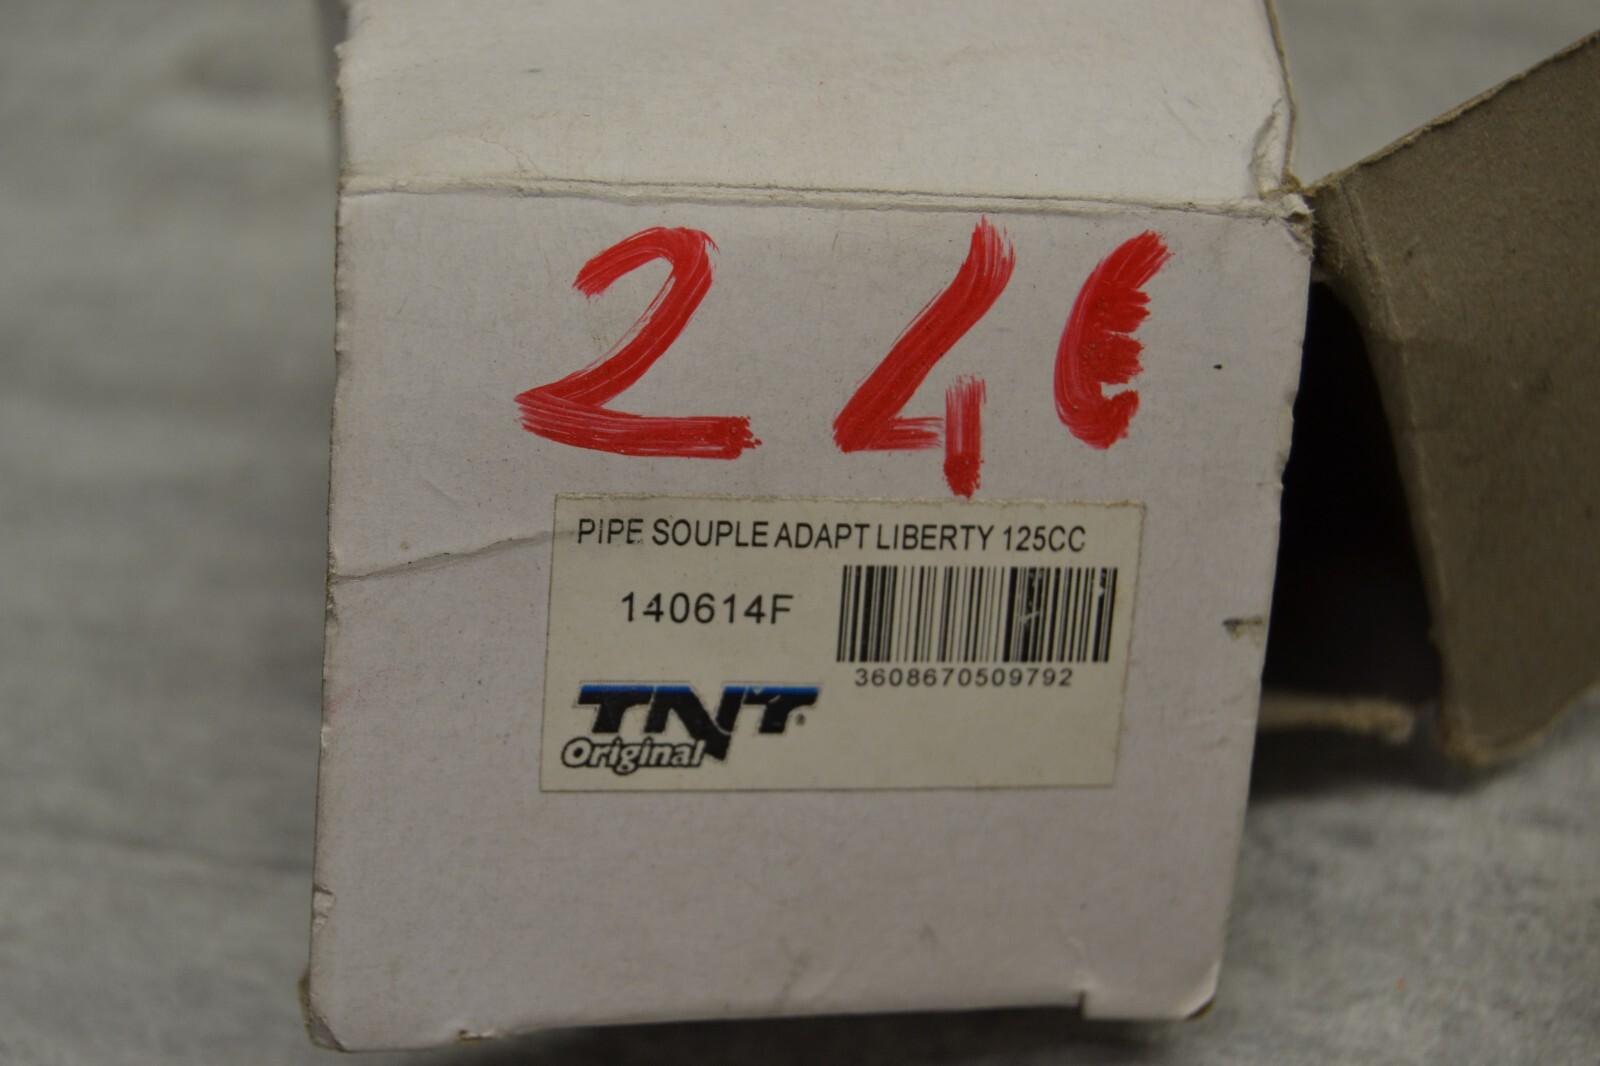 24€
PIPE SOUPLE ADAPT LIBERTY 125CC
140614F
3608670509792
TNT®
Original